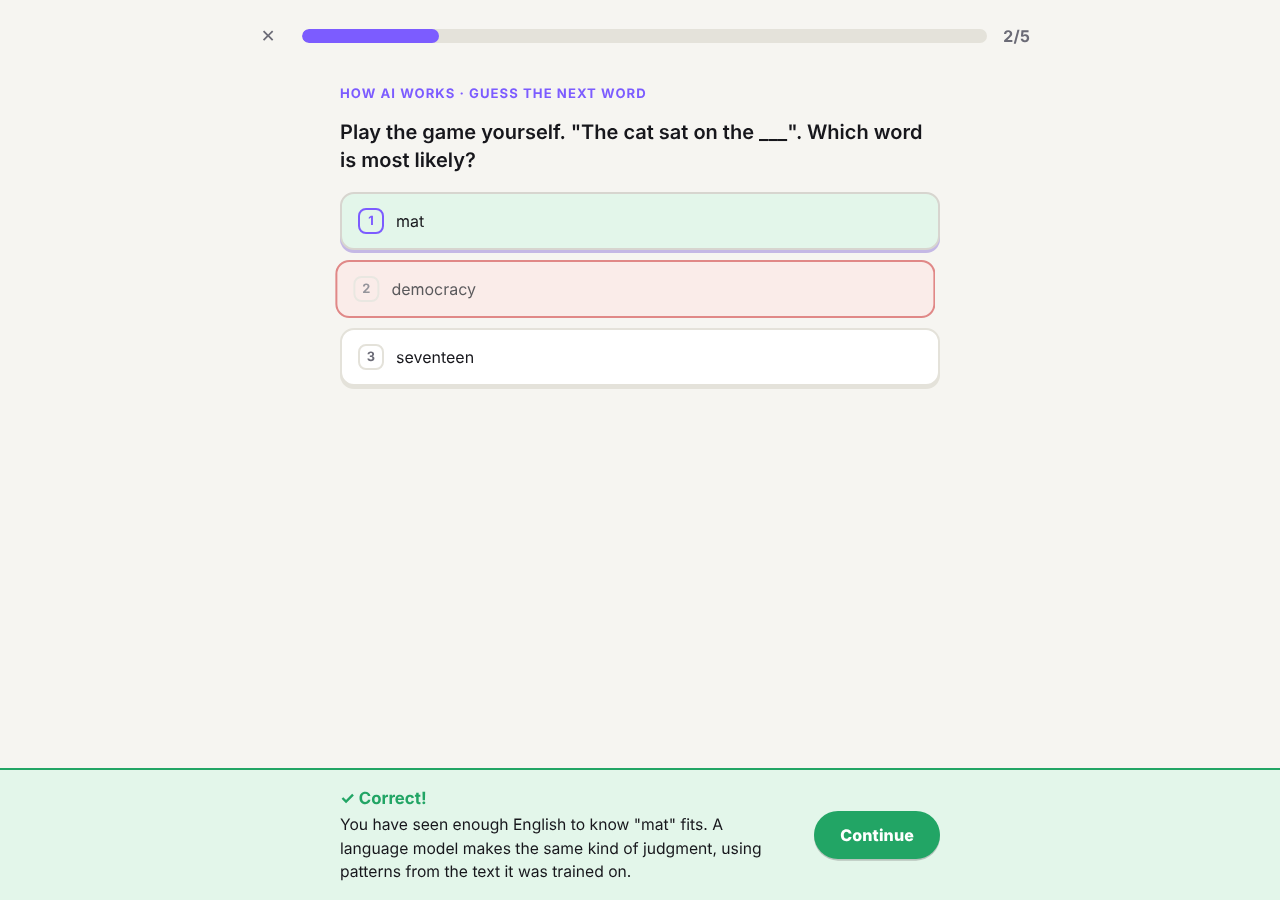 ✕ 2/5
HOW AI WORKS · GUESS THE NEXT WORD
Play the game yourself. "The cat sat on the ___". Which word
is most likely?
1 mat
2 democracy
3 seventeen
✓ Correct!
You have seen enough English to know "mat" fits. A
language model makes the same kind of judgment, using
patterns from the text it was trained on.
Continue